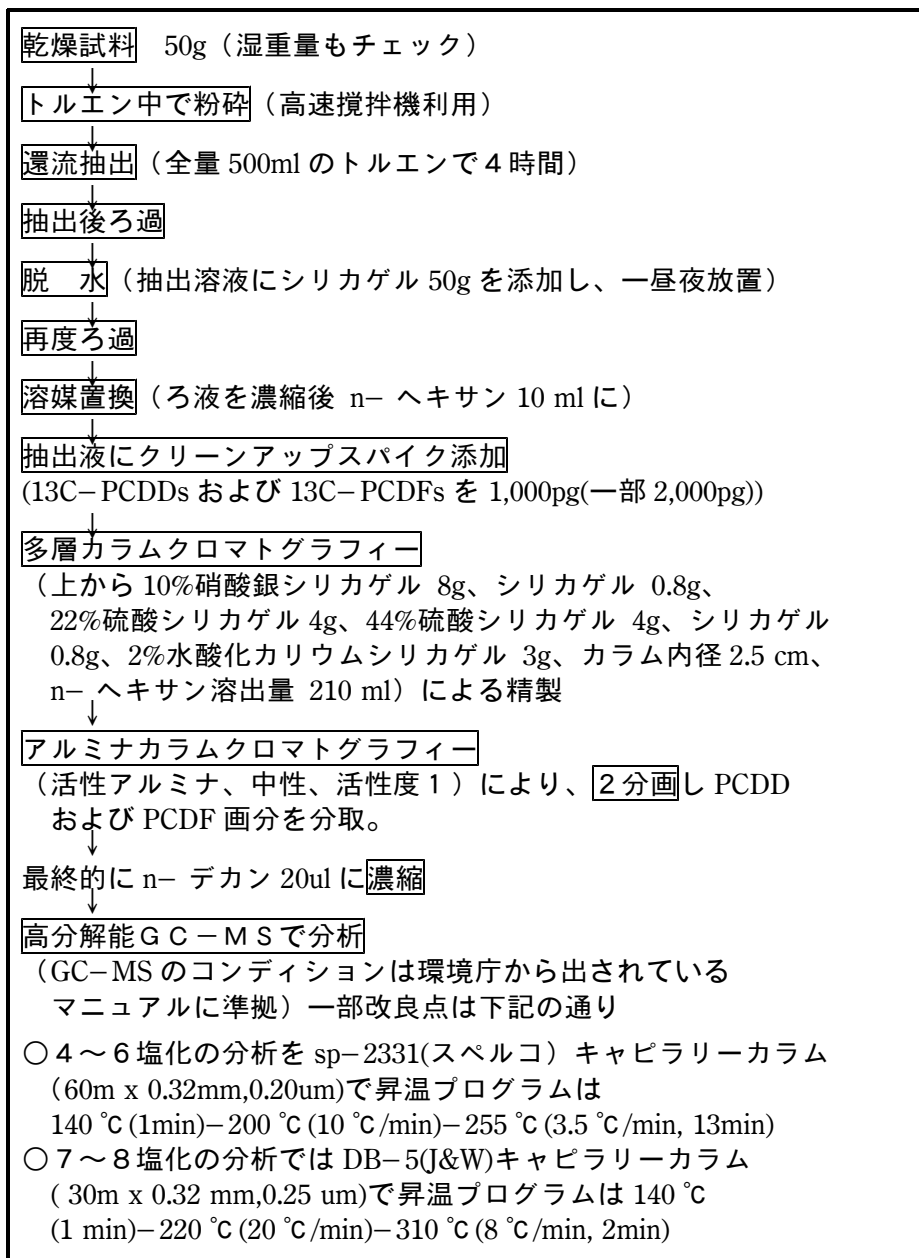 乾燥試料 50g(湿重量もチェック)
↓
トルエン中で粉砕(高速攪拌機利用)
↓
還流抽出(全量 500ml のトルエンで4時間)
↓
抽出後ろ過
↓
脱 水(抽出溶液にシリカゲル 50g を添加し、一昼夜放置)
↓
再度ろ過
↓
溶媒置換(ろ液を濃縮後 n− ヘキサン 10 ml に)
↓
抽出液にクリーンアップスパイク添加
(13C−PCDDs および 13C−PCDFs を 1,000pg(一部 2,000pg))
↓
多層カラムクロマトグラフィー
(上から 10%硝酸銀シリカゲル 8g、シリカゲル 0.8g、
22%硫酸シリカゲル 4g、44%硫酸シリカゲル 4g、シリカゲル
0.8g、2%水酸化カリウムシリカゲル 3g、カラム内径 2.5 cm、
n− ヘキサン溶出量 210 ml)による精製
↓
アルミナカラムクロマトグラフィー
(活性アルミナ、中性、活性度1)により、2分画し PCDD
および PCDF 画分を分取。
↓
最終的に n− デカン 20ul に濃縮
↓
高分解能GC−MSで分析
(GC−MS のコンディションは環境庁から出されている
マニュアルに準拠)一部改良点は下記の通り
○4〜6塩化の分析を sp−2331(スペルコ)キャピラリーカラム
(60m x 0.32mm,0.20um)で昇温プログラムは
140 ℃(1min)−200 ℃(10 ℃/min)−255 ℃(3.5 ℃/min, 13min)
○7〜8塩化の分析では DB−5(J&W)キャピラリーカラム
( 30m x 0.32 mm,0.25 um)で昇温プログラムは 140 ℃
(1 min)−220 ℃(20 ℃/min)−310 ℃(8 ℃/min, 2min)